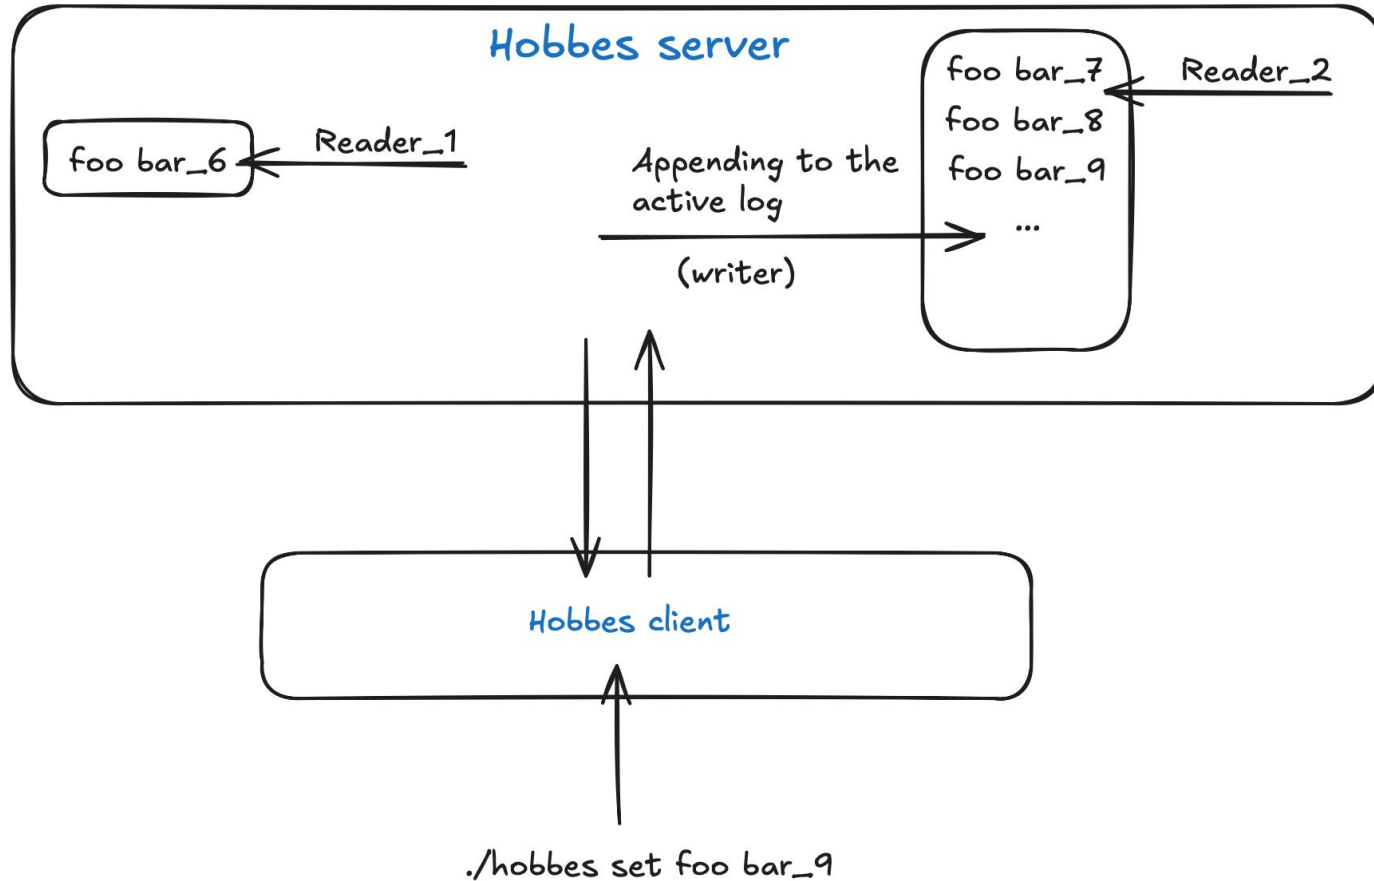 Hobbes server
foo bar_6
Reader_1
Appending to the
active log
(writer)
foo bar_7
foo bar_8
foo bar_9
...
Reader_2
Hobbes client
./hobbes set foo bar_9